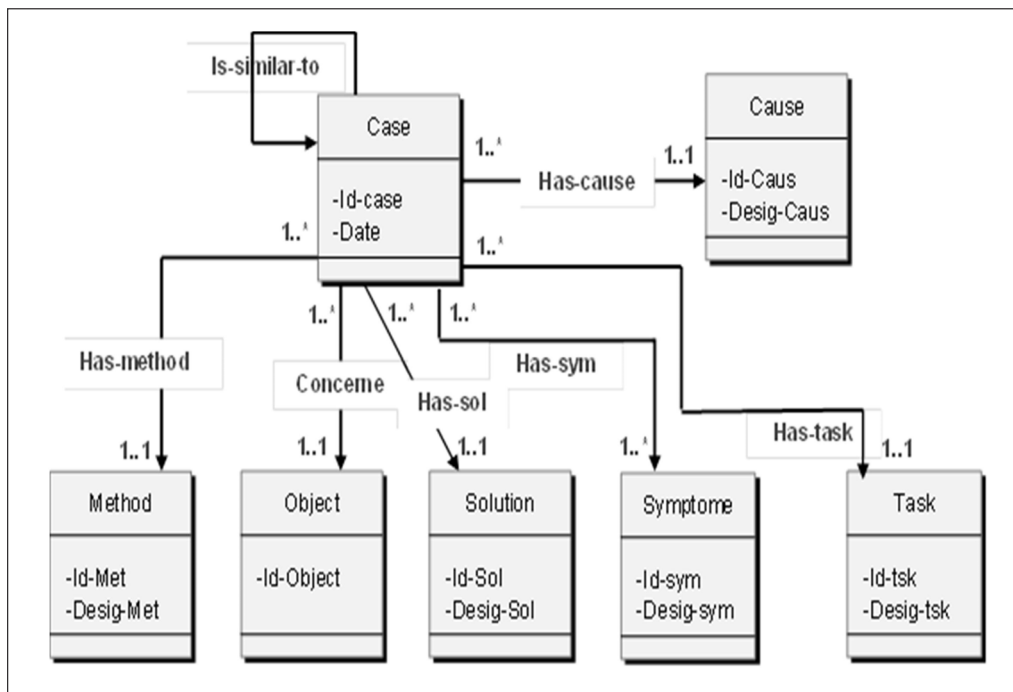 Is-similar-to
Case
-Id-case
-Date
Cause
-Id-Caus
-Desig-Caus
1..*
Has-cause
1..1
1..*
1..*
1..*
1..*
1..*
Has-method
Concerne
Has-sol
Has-sym
Has-task
1..1
1..1
1..1
1..*
1..1
Method
-Id-Met
-Desig-Met
Object
-Id-Object
Solution
-Id-Sol
-Desig-Sol
Symptome
-Id-sym
-Desig-sym
Task
-Id-tsk
-Desig-tsk